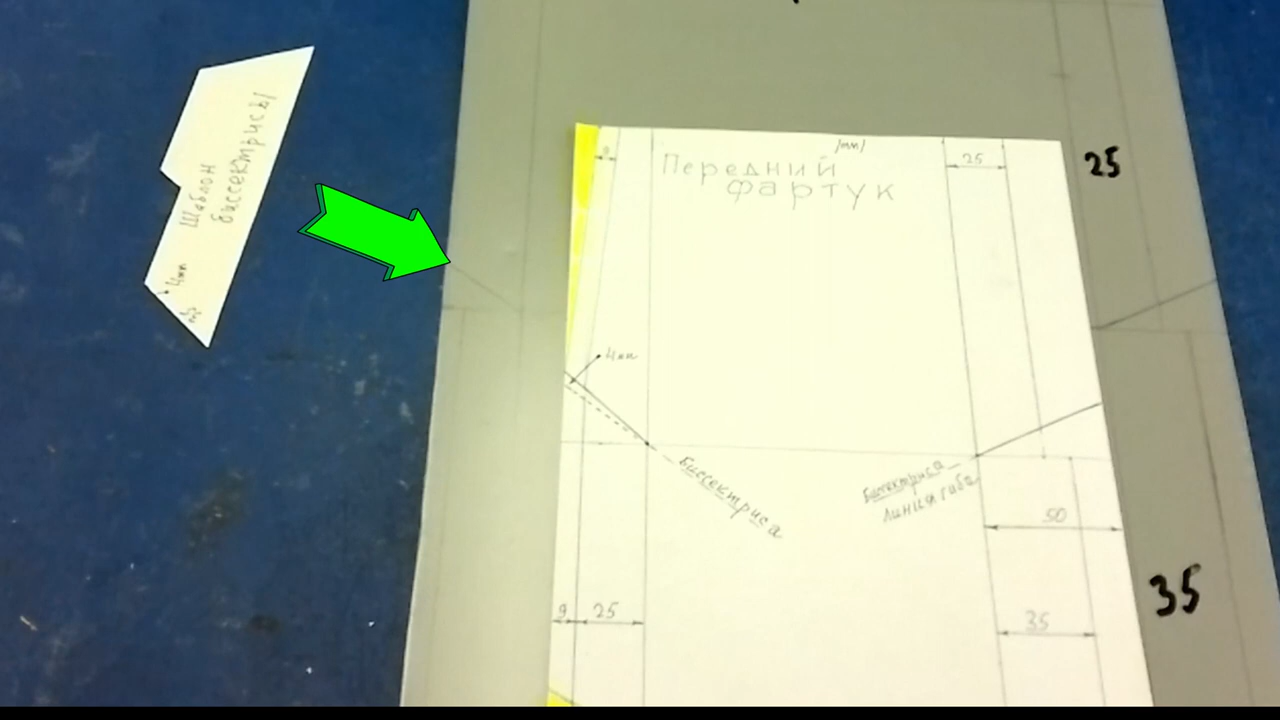 Шаблон
биссектрисы
4мм
/мм/
Передний
фартук
25
25
4мм
Биссектриса
Биссектриса
линия гиба
50
9
25
35
35